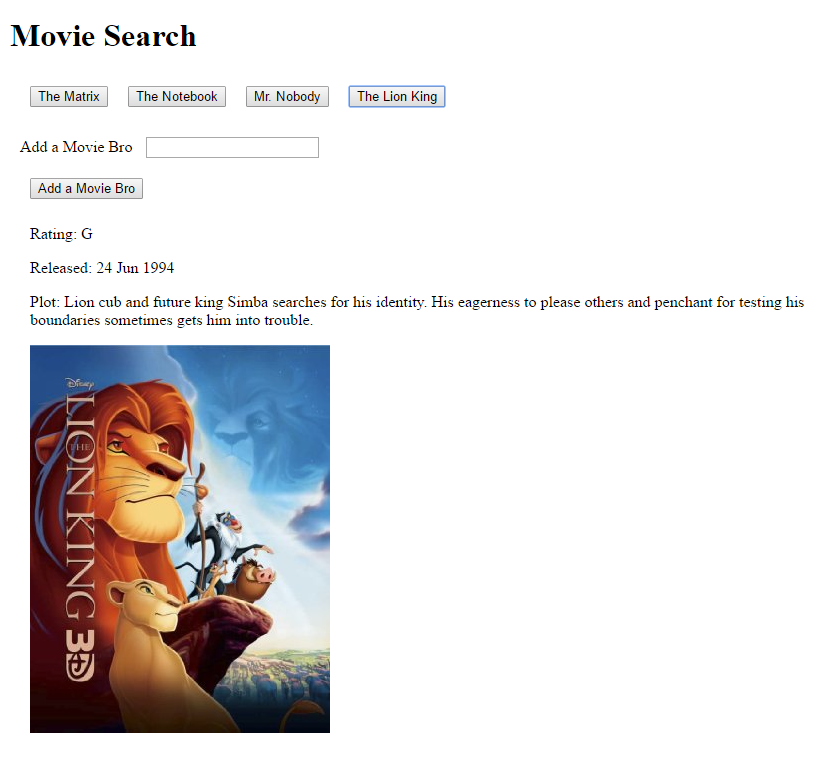 Movie Search
The Matrix The Notebook Mr. Nobody The Lion King
Add a Movie Bro
Add a Movie Bro
Rating: G
Released: 24 Jun 1994
Plot: Lion cub and future king Simba searches for his identity. His eagerness to please others and penchant for testing his
boundaries sometimes gets him into trouble.
Disney
THE LION KING 3D